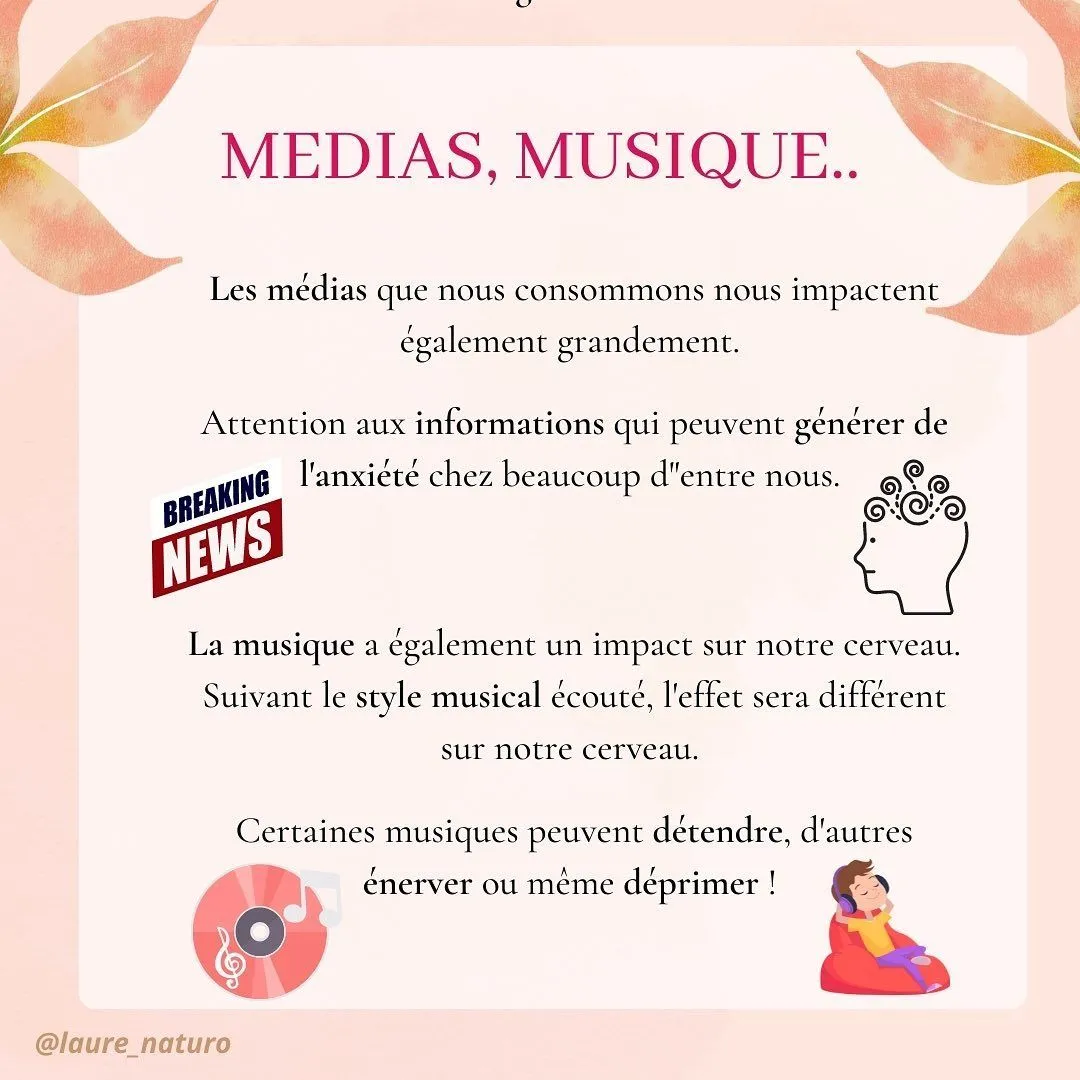 MEDIAS, MUSIQUE..
Les médias que nous consommons nous impactent
également grandement.
Attention aux informations qui peuvent générer de
l'anxiété chez beaucoup d"entre nous.
BREAKING
NEWS
La musique a également un impact sur notre cerveau.
Suivant le style musical écouté, l'effet sera différent
sur notre cerveau.
Certaines musiques peuvent détendre, d'autres
énerver ou même déprimer !
@laure_naturo